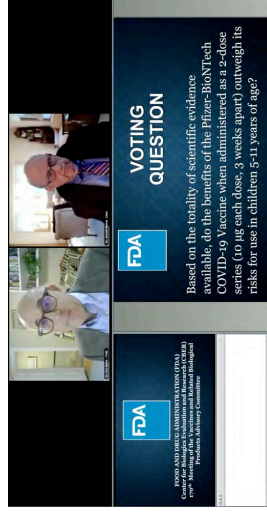 FDA
FOOD AND DRUG ADMINISTRATION (FDA)
Center for Biologics Evaluation and Research (CBER)
170th Meeting of the Vaccines and Related Biological
Products Advisory Committee
FDA
VOTING
QUESTION
Based on the totality of scientific evidence
available, do the benefits of the Pfizer-BioNTech
COVID-19 Vaccine when administered as a 2-dose
series (10 µg each dose, 3 weeks apart) outweigh its
risks for use in children 5-11 years of age?